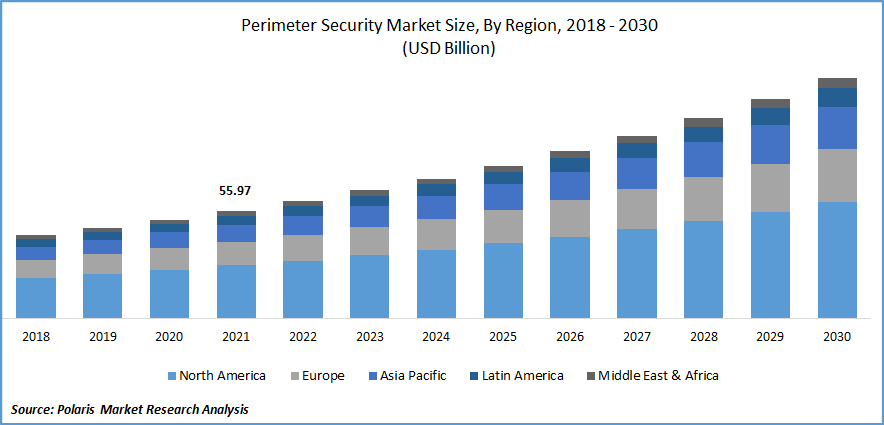 Perimeter Security Market Size, By Region, 2018 - 2030
(USD Billion)
55.97
2018 2019 2020 2021 2022 2023 2024 2025 2026 2027 2028 2029 2030
North America Europe Asia Pacific Latin America Middle East & Africa
Source: Polaris Market Research Analysis